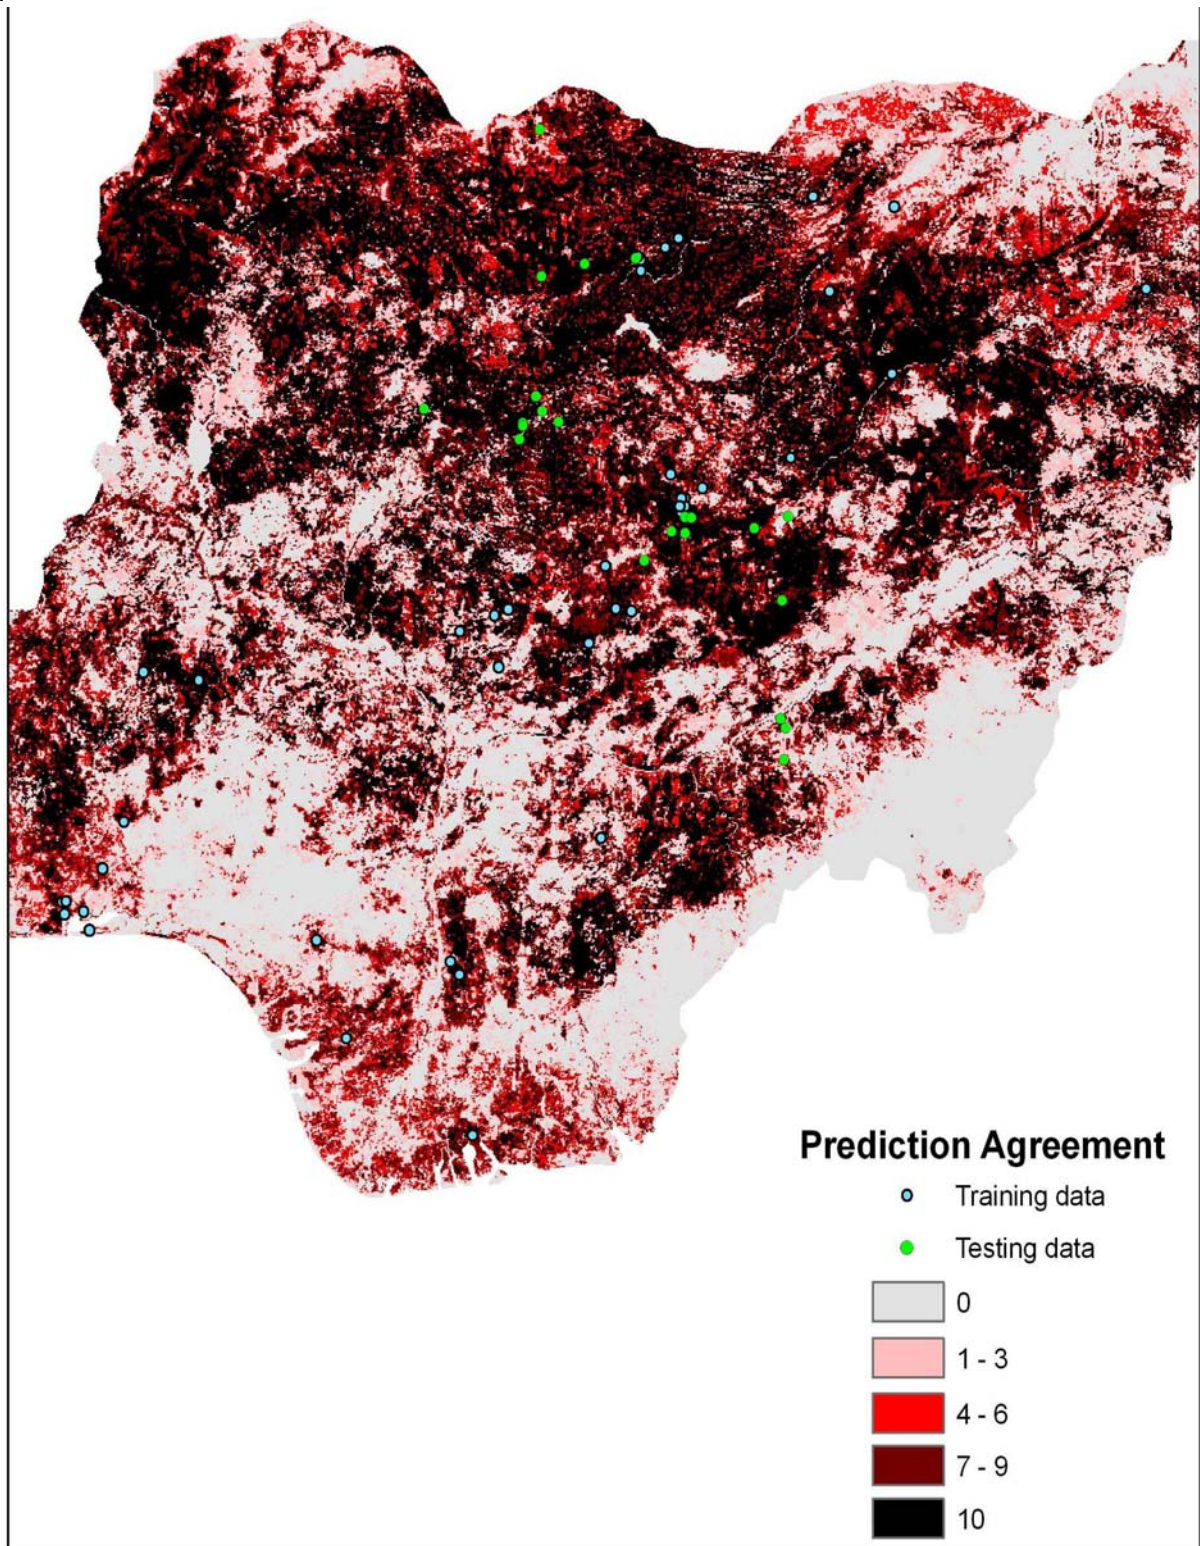 Prediction Agreement
Training data
Testing data
0
1 - 3
4 - 6
7 - 9
10